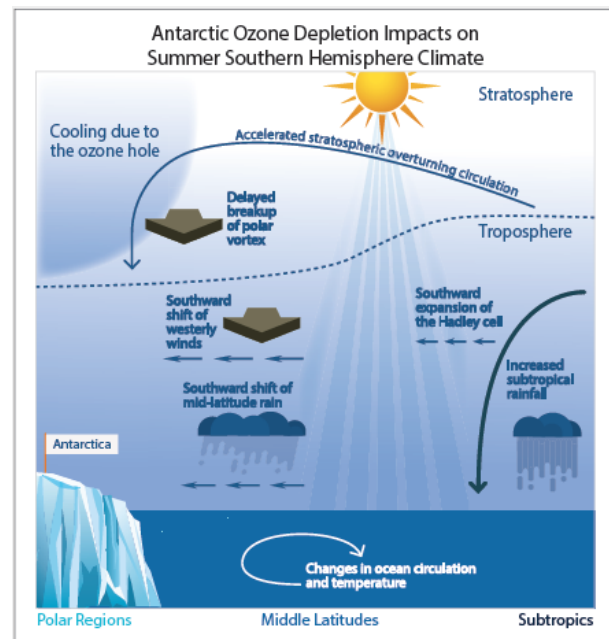 Antarctic Ozone Depletion Impacts on
Summer Southern Hemisphere Climate
Stratosphere
Cooling due to
the ozone hole
Accelerated stratospheric overturning circulation
Delayed
breakup
of polar
vortex
Troposphere
Southward
shift of
westerly
winds
Southward
expansion of
the Hadley cell
Increased
subtropical
rainfall
Southward shift of
mid-latitude rain
Antarctica
Changes in ocean circulation
and temperature
Polar Regions
Middle Latitudes
Subtropics